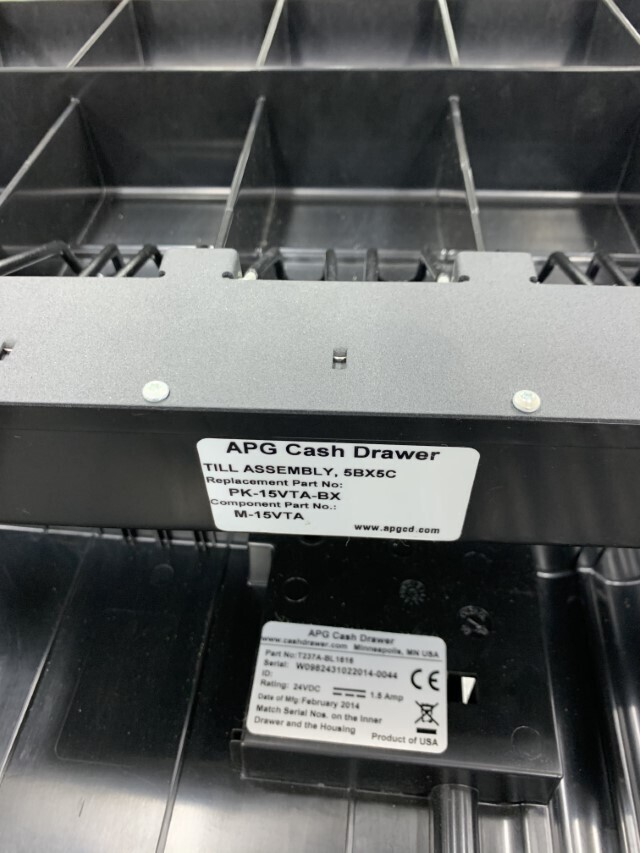 APG Cash Drawer
TILL ASSEMBLY, 5BX5C
Replacement Part No:
PK-15VTA-BX
Component Part No.:
M-15VTA
www.apgcd.com
APG Cash Drawer
www.cashdrawer.com Minneapolis, MN USA
Part No:T237A-BL1616
Serial: W0982431022014-0044
ID:
Rating: 24VDC 1.8 Amp
Date of Mfg:February 2014
Match Serial Nos. on the Inner
Drawer and the Housing
CE
Product of USA